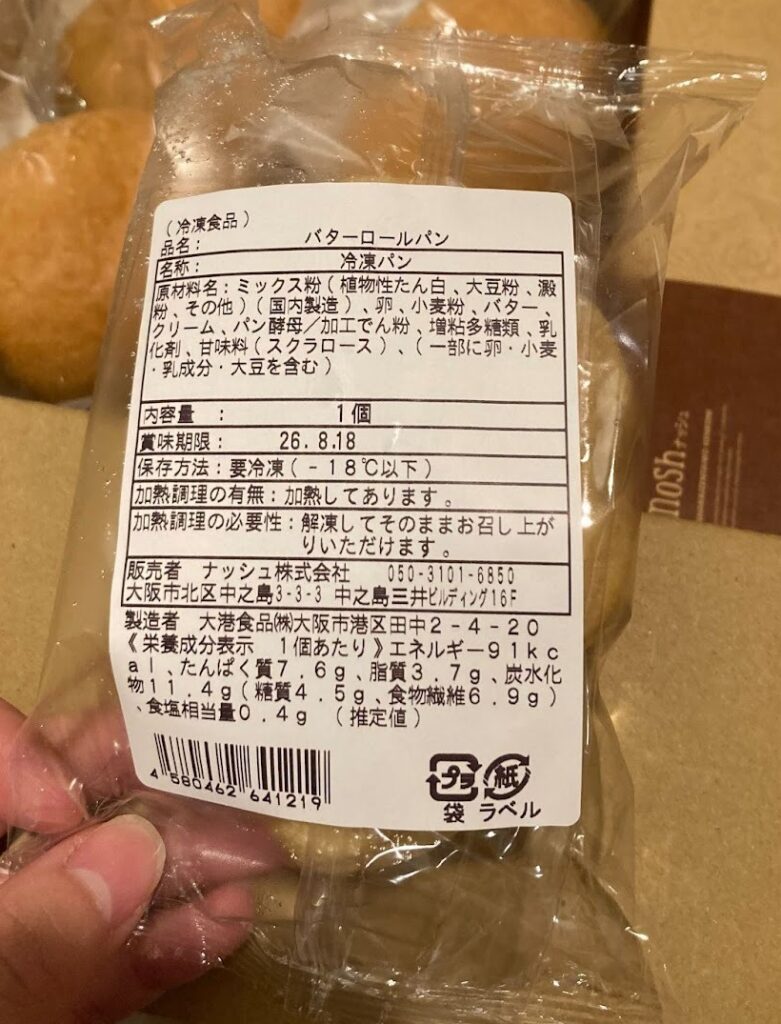 (冷凍食品)
品名: バターロールパン
名称: 冷凍パン
原材料名:ミックス粉(植物性たん白、大豆粉、澱
粉、その他)(国内製造)、卵、小麦粉、バター、
クリーム、パン酵母/加工でん粉、増粘多糖類、乳
化剤、甘味料(スクラロース)、(一部に卵・小麦
・乳成分・大豆を含む)
内容量 : 1個
賞味期限: 26.8.18
保存方法:要冷凍(-18℃以下)
加熱調理の有無:加熱してあります。
加熱調理の必要性:解凍してそのままお召し上が
りいただけます。
販売者 ナッシュ株式会社 050-3101-6850
大阪市北区中之島3-3-3 中之島三井ビルディング16F
製造者 大港食品㈱大阪市港区田中2-4-20
《栄養成分表示 1個あたり》エネルギー91kc
al、たんぱく質7.6g、脂質3.7g、炭水化
物11.4g(糖質4.5g、食物繊維6.9g)
、食塩相当量0.4g (推定値)
4 580462 641219
プラ 紙
袋 ラベル
nosh ナッシュ